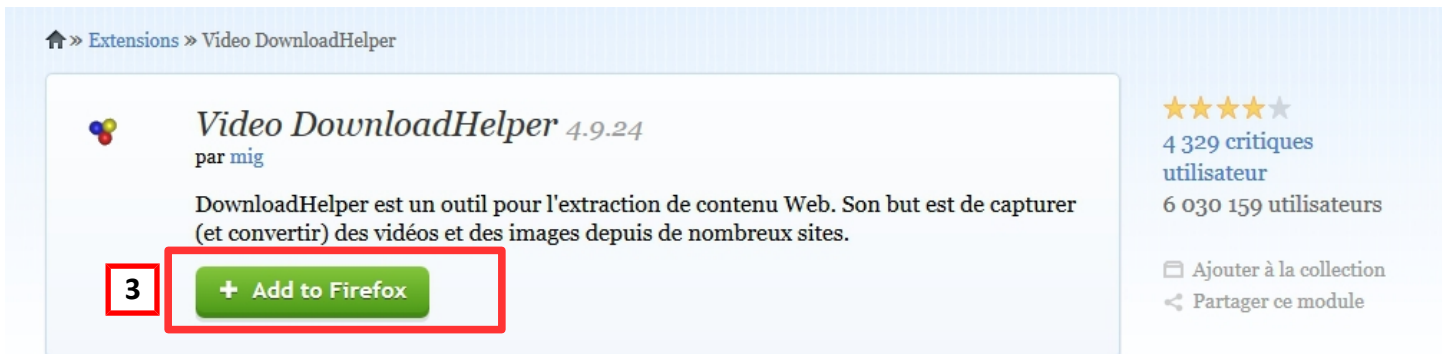 » Extensions » Video DownloadHelper
Video DownloadHelper 4.9.24
par mig
DownloadHelper est un outil pour l'extraction de contenu Web. Son but est de capturer
(et convertir) des vidéos et des images depuis de nombreux sites.
3
+ Add to Firefox
4 329 critiques
utilisateur
6 030 159 utilisateurs
Ajouter à la collection
Partager ce module